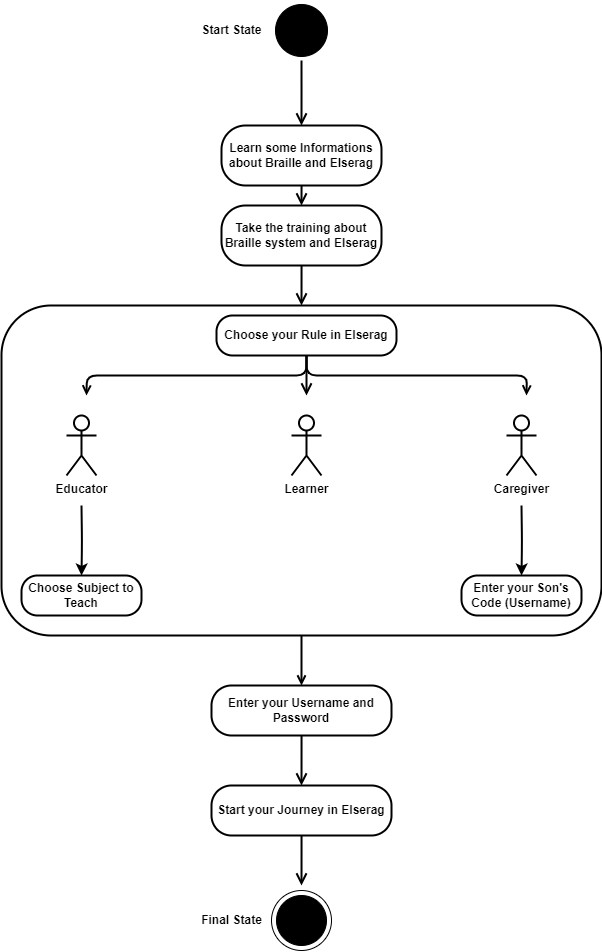 Start State
Learn some Informations
about Braille and Elserag
Take the training about
Braille system and Elserag
Choose your Rule in Elserag
Educator
Learner
Caregiver
Choose Subject to
Teach
Enter your Son's
Code (Username)
Enter your Username and
Password
Start your Journey in Elserag
Final State